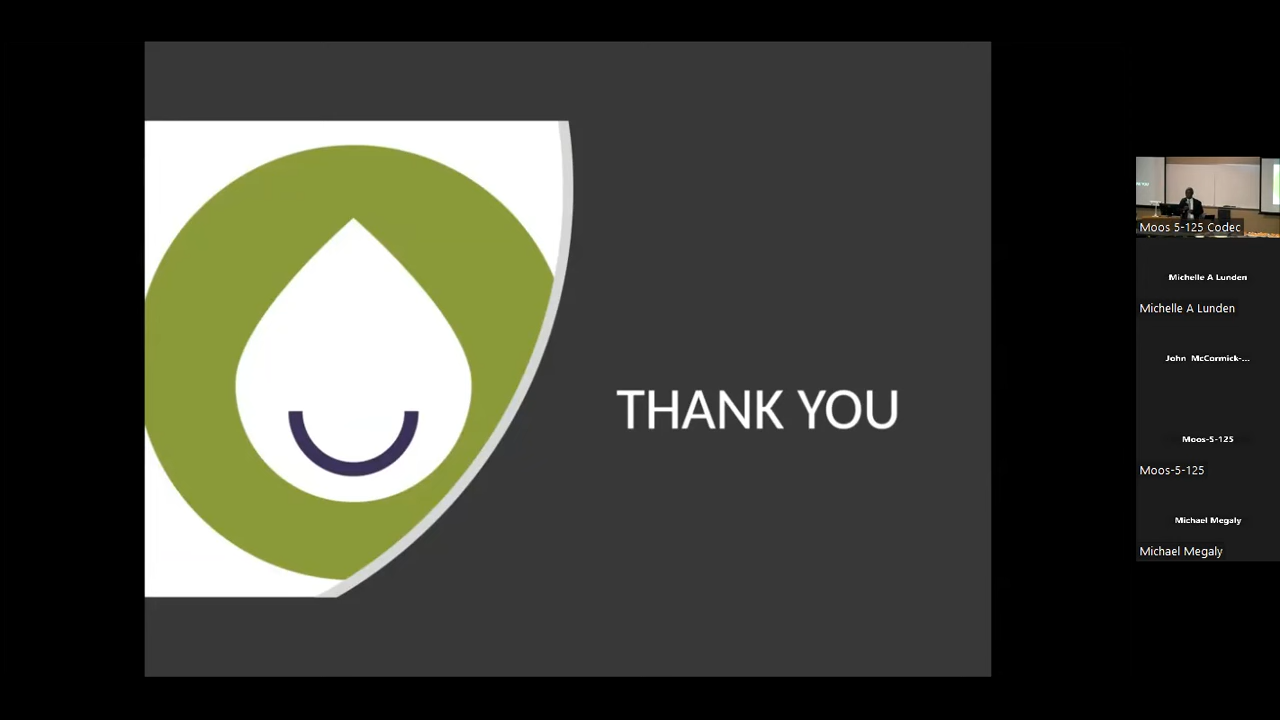 THANK YOU
Moos 5-125 Codec
Michelle A Lunden
Michelle A Lunden
John McCormick-...
Moos-5-125
Moos-5-125
Michael Megaly
Michael Megaly